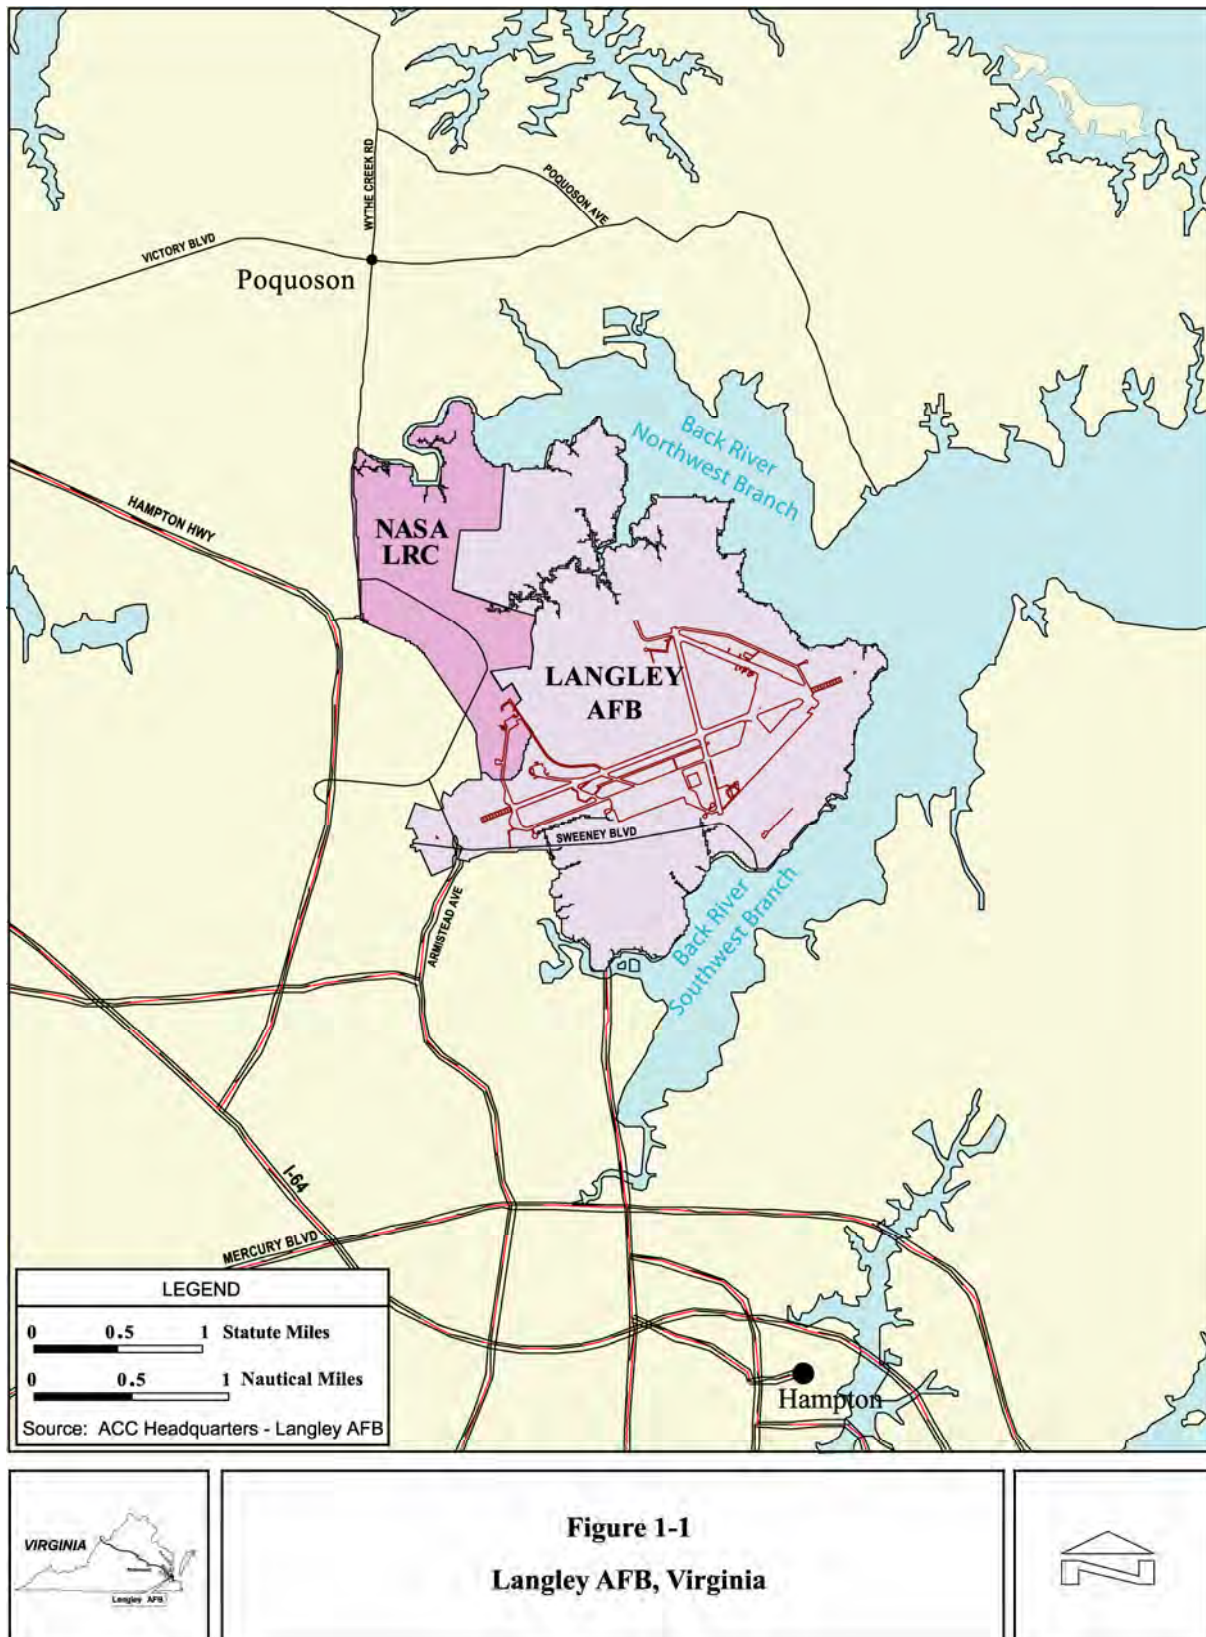 WYTHE CREEK RD
POQUOSON AVE
VICTORY BLVD
Poquoson
Back River
Northwest Branch
HAMPTON HWY
NASA
LRC
LANGLEY
AFB
SWEENEY BLVD
ARMISTEAD AVE
Back River
Southwest Branch
I-64
MERCURY BLVD
Hampton
LEGEND
0 0.5 1 Statute Miles
0 0.5 1 Nautical Miles
Source: ACC Headquarters - Langley AFB
VIRGINIA
Langley AFB
Figure 1-1
Langley AFB, Virginia
N